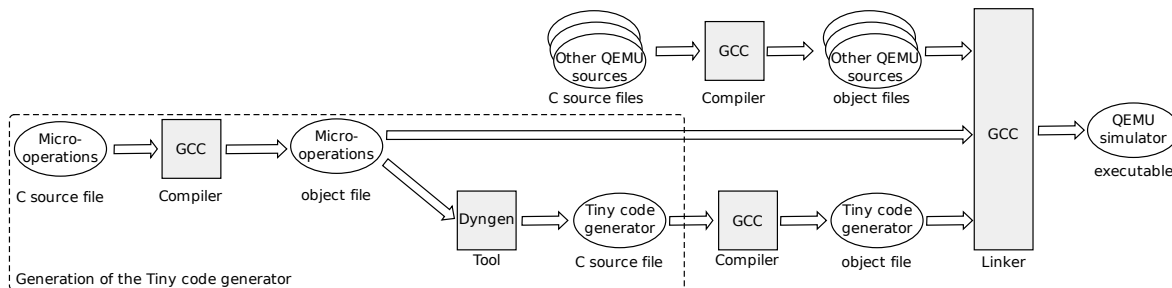 Other QEMU
sources
C source files
GCC
Compiler
Other QEMU
sources
object files
Micro-
operations
C source file
GCC
Compiler
Micro-
operations
object file
Dyngen
Tool
Tiny code
generator
C source file
GCC
Compiler
Tiny code
generator
object file
GCC
Linker
QEMU
simulator
executable
Generation of the Tiny code generator